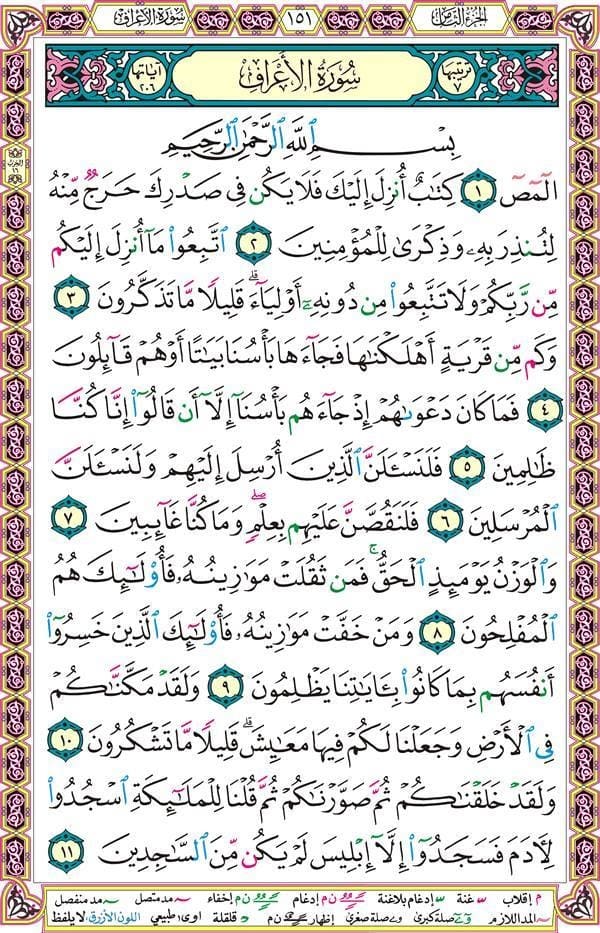 الجزء الثامن ١٥١ سورة الأعراف
ترتيبها ٧ سُورَةُ الأَعْرَافِ آياتها ٢٠٦
بِسْمِ ٱللَّهِ ٱلرَّحْمَٰنِ ٱلرَّحِيمِ
الٓمٓصٓ ١ كِتَٰبٌ أُنزِلَ إِلَيْكَ فَلَا يَكُن فِى صَدْرِكَ حَرَجٌ مِّنْهُ
لِتُنذِرَ بِهِۦ وَذِكْرَىٰ لِلْمُؤْمِنِينَ ٢ ٱتَّبِعُوا۟ مَآ أُنزِلَ إِلَيْكُم
مِّن رَّبِّكُمْ وَلَا تَتَّبِعُوا۟ مِن دُونِهِۦٓ أَوْلِيَآءَ ۗ قَلِيلًا مَّا تَذَكَّرُونَ ٣
وَكَم مِّن قَرْيَةٍ أَهْلَكْنَٰهَا فَجَآءَهَا بَأْسُنَا بَيَٰتًا أَوْ هُمْ قَآئِلُونَ
٤ فَمَا كَانَ دَعْوَىٰهُمْ إِذْ جَآءَهُم بَأْسُنَآ إِلَّآ أَن قَالُوٓا۟ إِنَّا كُنَّا
ظَٰلِمِينَ ٥ فَلَنَسْـَٔلَنَّ ٱلَّذِينَ أُرْسِلَ إِلَيْهِمْ وَلَنَسْـَٔلَنَّ
ٱلْمُرْسَلِينَ ٦ فَلَنَقُصَّنَّ عَلَيْهِم بِعِلْمٍ ۖ وَمَا كُنَّا غَآئِبِينَ ٧
وَٱلْوَزْنُ يَوْمَئِذٍ ٱلْحَقُّ ۚ فَمَن ثَقُلَتْ مَوَٰزِينُهُۥ فَأُو۟لَٰٓئِكَ هُمُ
ٱلْمُفْلِحُونَ ٨ وَمَنْ خَفَّتْ مَوَٰزِينُهُۥ فَأُو۟لَٰٓئِكَ ٱلَّذِينَ خَسِرُوٓا۟
أَنفُسَهُم بِمَا كَانُوا۟ بِـَٔايَٰتِنَا يَظْلِمُونَ ٩ وَلَقَدْ مَكَّنَّٰكُمْ
فِى ٱلْأَرْضِ وَجَعَلْنَا لَكُمْ فِيهَا مَعَٰيِشَ ۗ قَلِيلًا مَّا تَشْكُرُونَ ١٠
وَلَقَدْ خَلَقْنَٰكُمْ ثُمَّ صَوَّرْنَٰكُمْ ثُمَّ قُلْنَا لِلْمَلَٰٓئِكَةِ ٱسْجُدُوا۟
لِـَٔادَمَ فَسَجَدُوٓا۟ إِلَّآ إِبْلِيسَ لَمْ يَكُن مِّنَ ٱلسَّٰجِدِينَ ١١
م إقلاب غنة إدغام بلاغنة ن م إدغام ن م إخفاء مد متصل مد منفصل
المد اللازم صلة كبرى صلة صغرى إظهار ن م قلقلة اوى طبيعي اللون الأزرق لا يلفظ
الحزب ١٦